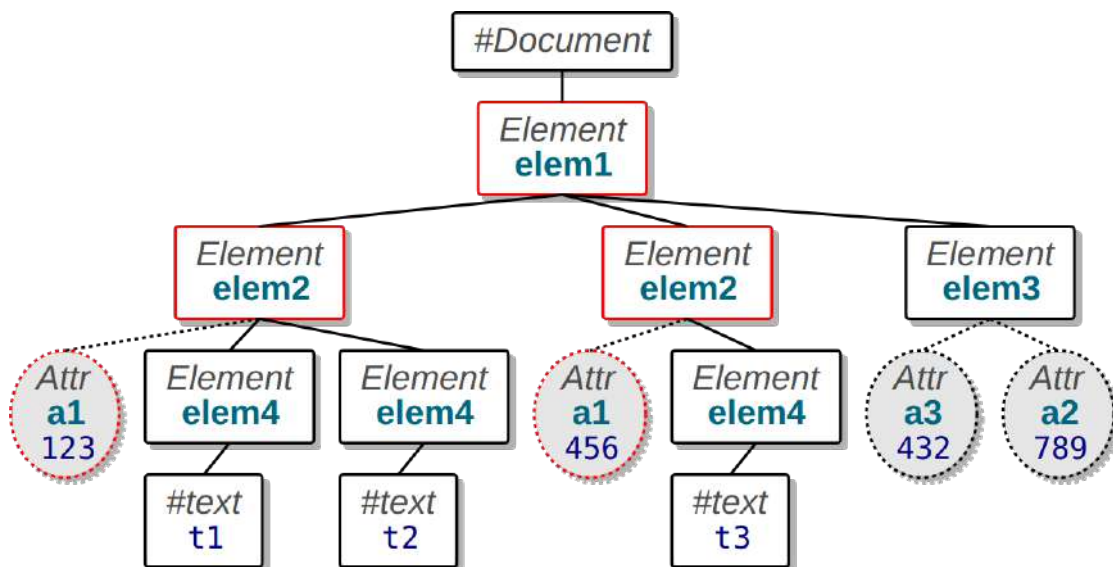 #Document
Element
elem1
Element
elem2
Element
elem2
Element
elem3
Attr
a1
123
Element
elem4
Element
elem4
Attr
a1
456
Element
elem4
Attr
a3
432
Attr
a2
789
#text
t1
#text
t2
#text
t3